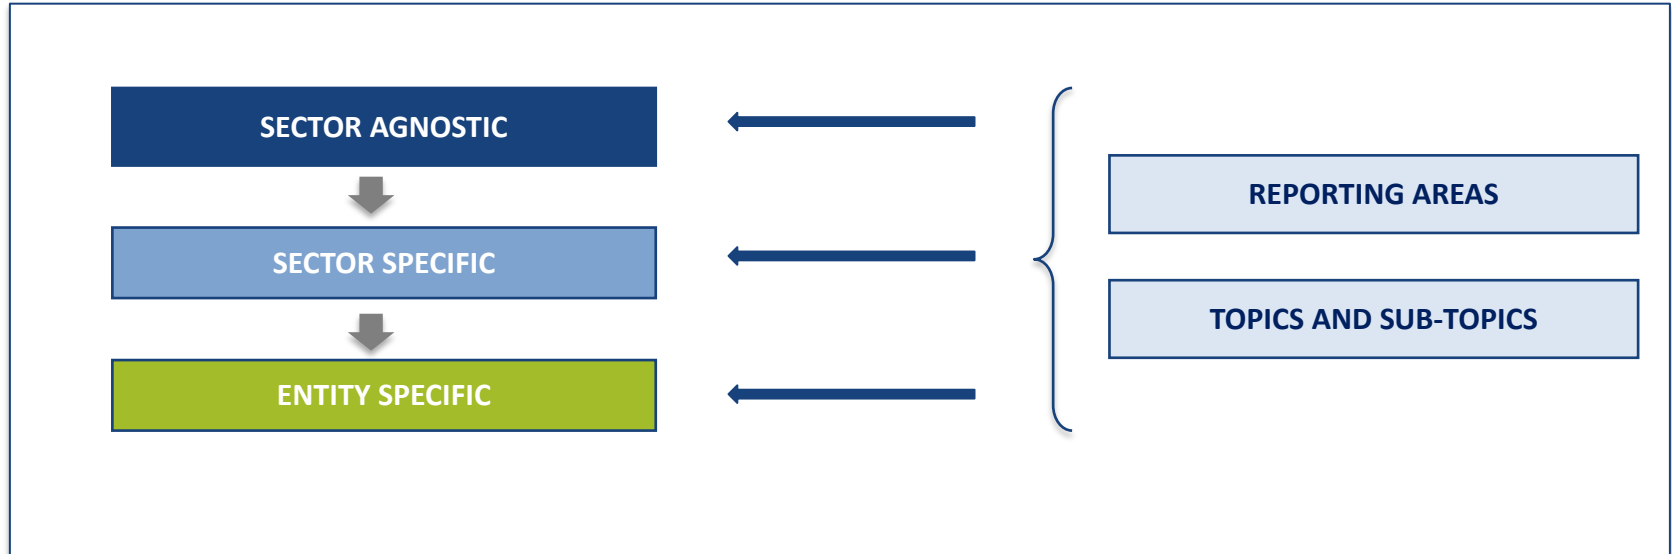 SECTOR AGNOSTIC
SECTOR SPECIFIC
ENTITY SPECIFIC
REPORTING AREAS
TOPICS AND SUB-TOPICS